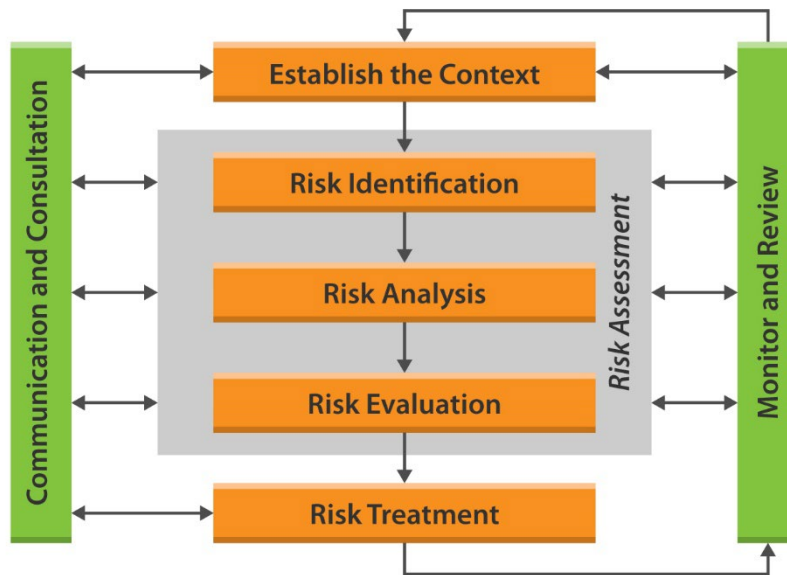 Establish the Context
Communication and Consultation
Risk Identification
Risk Analysis
Risk Evaluation
Risk Assessment
Monitor and Review
Risk Treatment